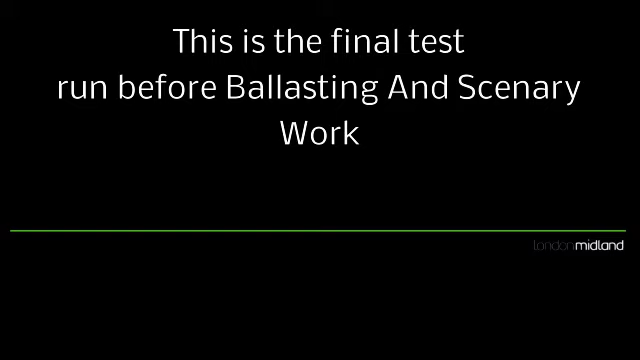 This is the final test
run before Ballasting And Scenary
Work
londonmidland